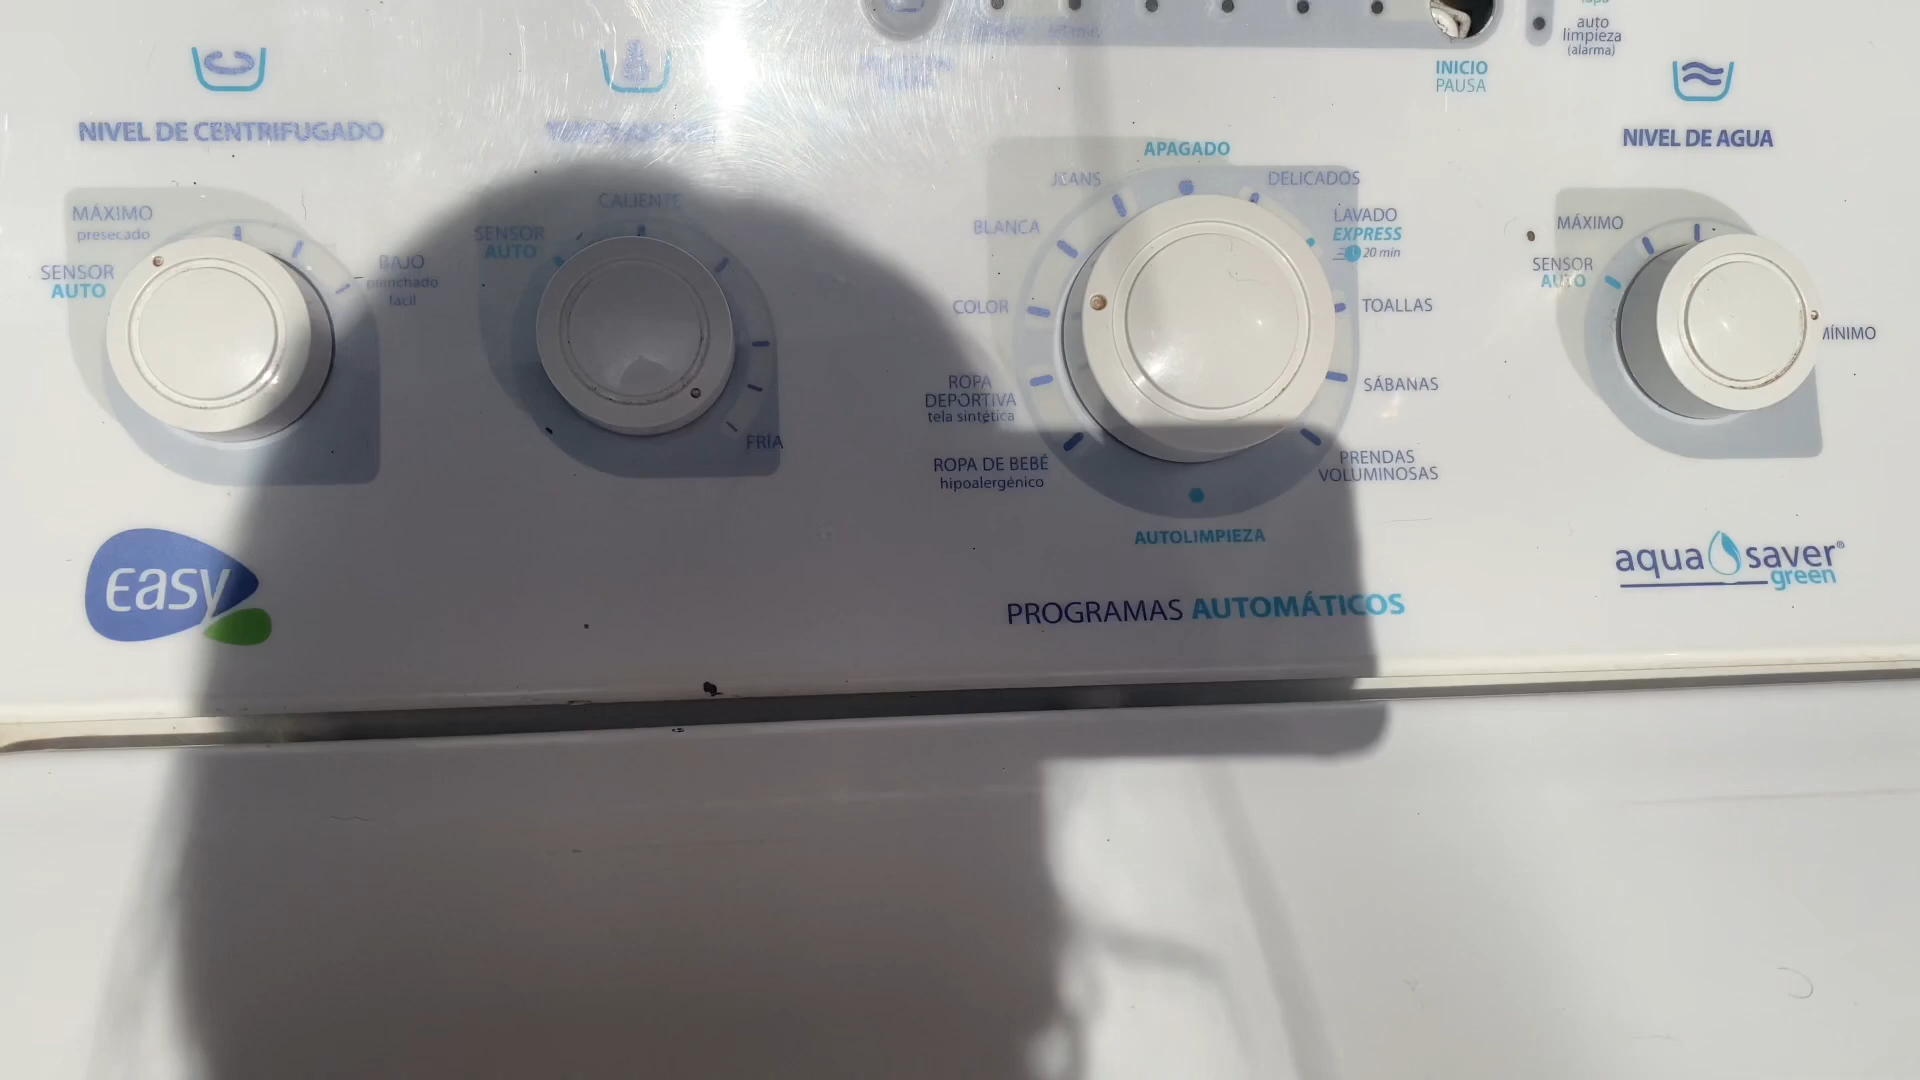 auto
limpieza
(alarma)
INICIO
PAUSA
NIVEL DE CENTRIFUGADO
NIVEL DE AGUA
MÁXIMO
presecado
SENSOR
AUTO
BAJO
planchado
fácil
CALIENTE
SENSOR
AUTO
FRÍA
APAGADO
JEANS
DELICADOS
BLANCA
LAVADO
EXPRESS
20 min
COLOR
TOALLAS
ROPA
DEPORTIVA
tela sintética
SÁBANAS
ROPA DE BEBÉ
hipoalergénico
PRENDAS
VOLUMINOSAS
AUTOLIMPIEZA
PROGRAMAS AUTOMÁTICOS
MÁXIMO
SENSOR
AUTO
MÍNIMO
easy
aqua saver®
green